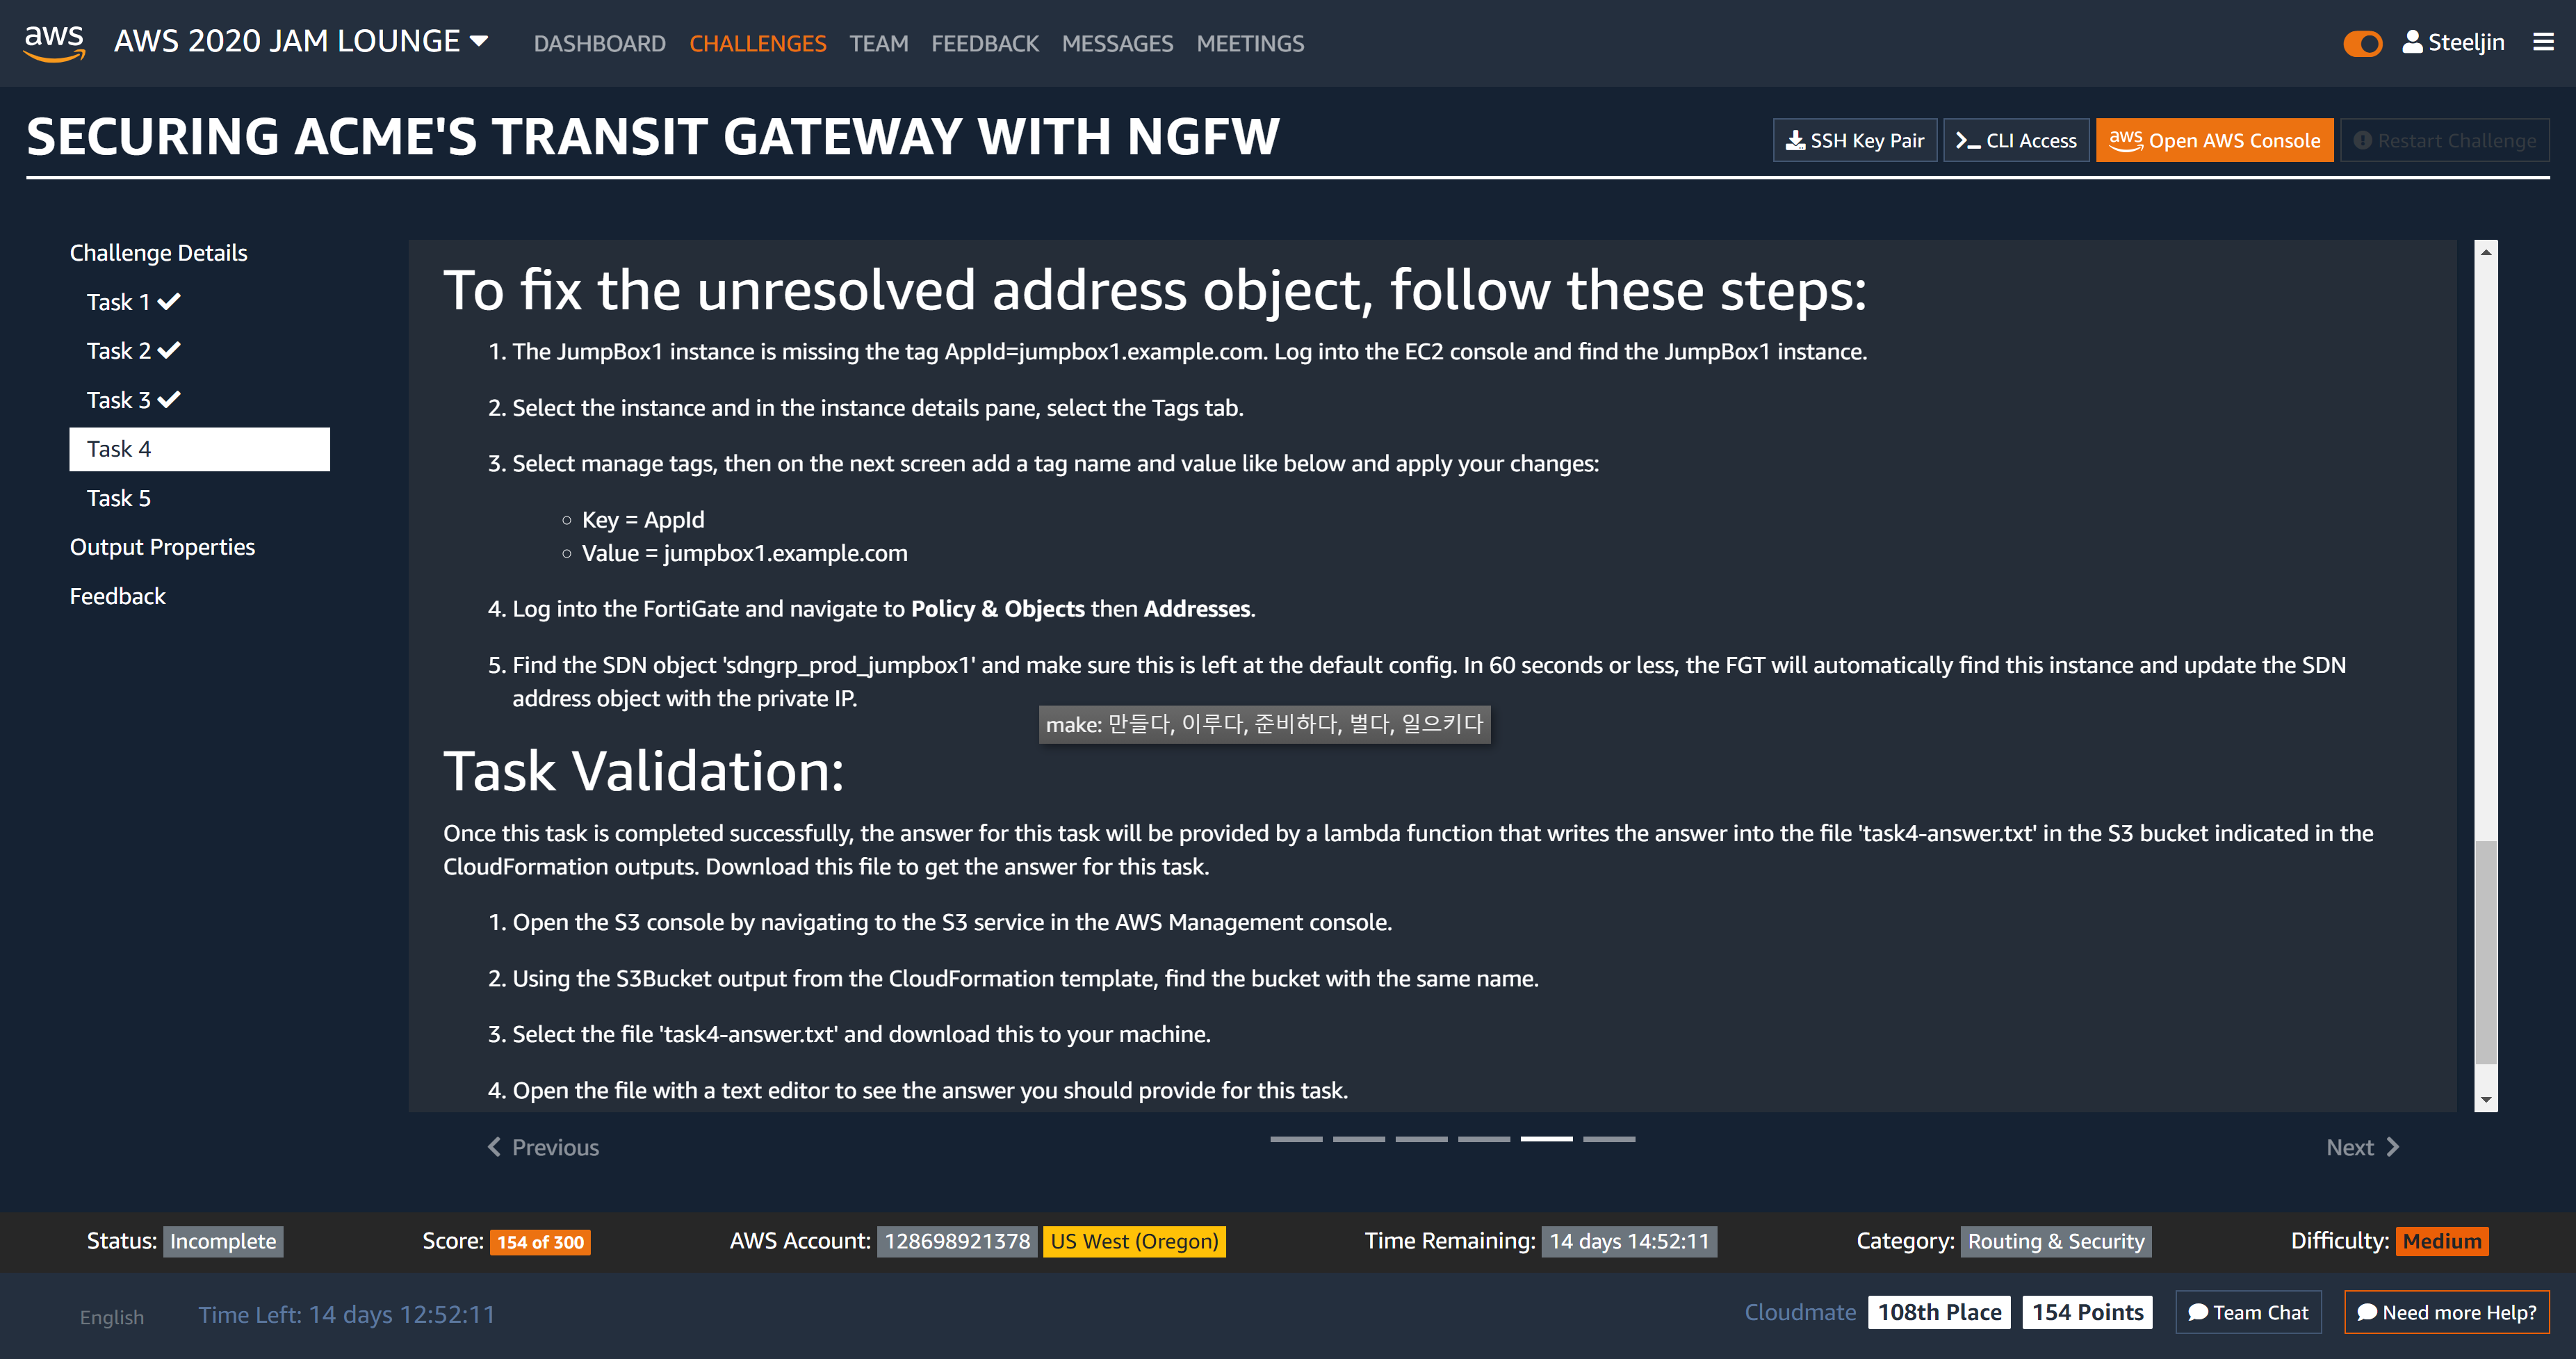 aws
AWS 2020 JAM LOUNGE
DASHBOARD
CHALLENGES
TEAM
FEEDBACK
MESSAGES
MEETINGS
Steeljin
SECURING ACME'S TRANSIT GATEWAY WITH NGFW
SSH Key Pair
CLI Access
aws Open AWS Console
Restart Challenge
Challenge Details
Task 1
Task 2
Task 3
Task 4
Task 5
Output Properties
Feedback
To fix the unresolved address object, follow these steps:
1. The JumpBox1 instance is missing the tag AppId=jumpbox1.example.com. Log into the EC2 console and find the JumpBox1 instance.
2. Select the instance and in the instance details pane, select the Tags tab.
3. Select manage tags, then on the next screen add a tag name and value like below and apply your changes:
Key = AppId
Value = jumpbox1.example.com
4. Log into the FortiGate and navigate to Policy & Objects then Addresses.
5. Find the SDN object 'sdngrp_prod_jumpbox1' and make sure this is left at the default config. In 60 seconds or less, the FGT will automatically find this instance and update the SDN
address object with the private IP.
make: 만들다, 이루다, 준비하다, 벌다, 일으키다
Task Validation:
Once this task is completed successfully, the answer for this task will be provided by a lambda function that writes the answer into the file 'task4-answer.txt' in the S3 bucket indicated in the
CloudFormation outputs. Download this file to get the answer for this task.
1. Open the S3 console by navigating to the S3 service in the AWS Management console.
2. Using the S3Bucket output from the CloudFormation template, find the bucket with the same name.
3. Select the file 'task4-answer.txt' and download this to your machine.
4. Open the file with a text editor to see the answer you should provide for this task.
Previous
Next
Status: Incomplete
Score: 154 of 300
AWS Account: 128698921378 US West (Oregon)
Time Remaining: 14 days 14:52:11
Category: Routing & Security
Difficulty: Medium
English
Time Left: 14 days 12:52:11
Cloudmate 108th Place 154 Points
Team Chat
Need more Help?